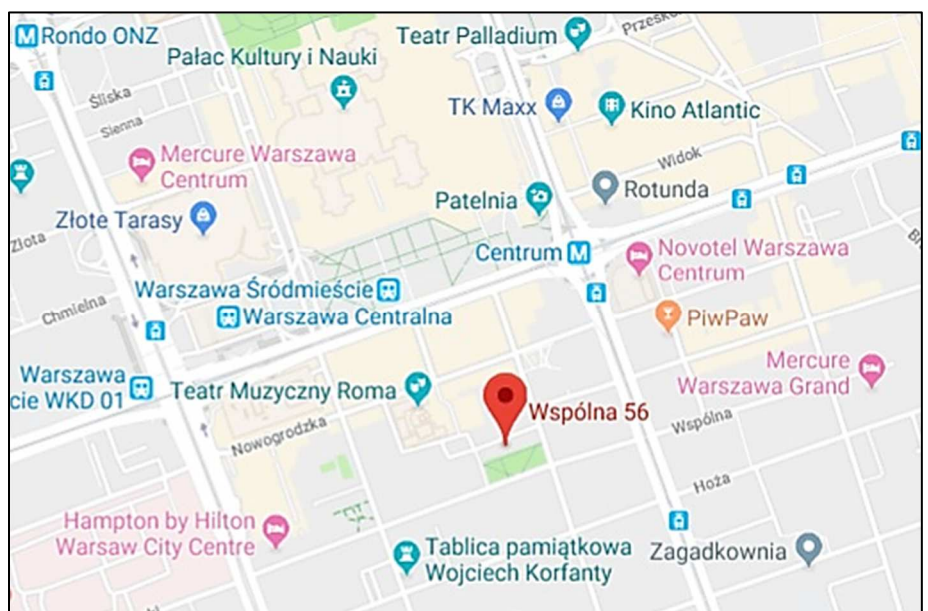 Rondo ONZ
Teatr Palladium
Pałac Kultury i Nauki
Śliska
Sienna
TK Maxx
Kino Atlantic
Mercure Warszawa
Centrum
Widok
Patelnia
Rotunda
Złote Tarasy
Złota
Centrum
Novotel Warszawa
Centrum
Warszawa Śródmieście
Chmielna
Warszawa Centralna
PiwPaw
Warszawa
cie WKD 01
Teatr Muzyczny Roma
Mercure
Warszawa Grand
Wspólna 56
Wspólna
Nowogrodzka
Hoża
Hampton by Hilton
Warsaw City Centre
Tablica pamiątkowa
Wojciech Korfanty
Zagadkownia